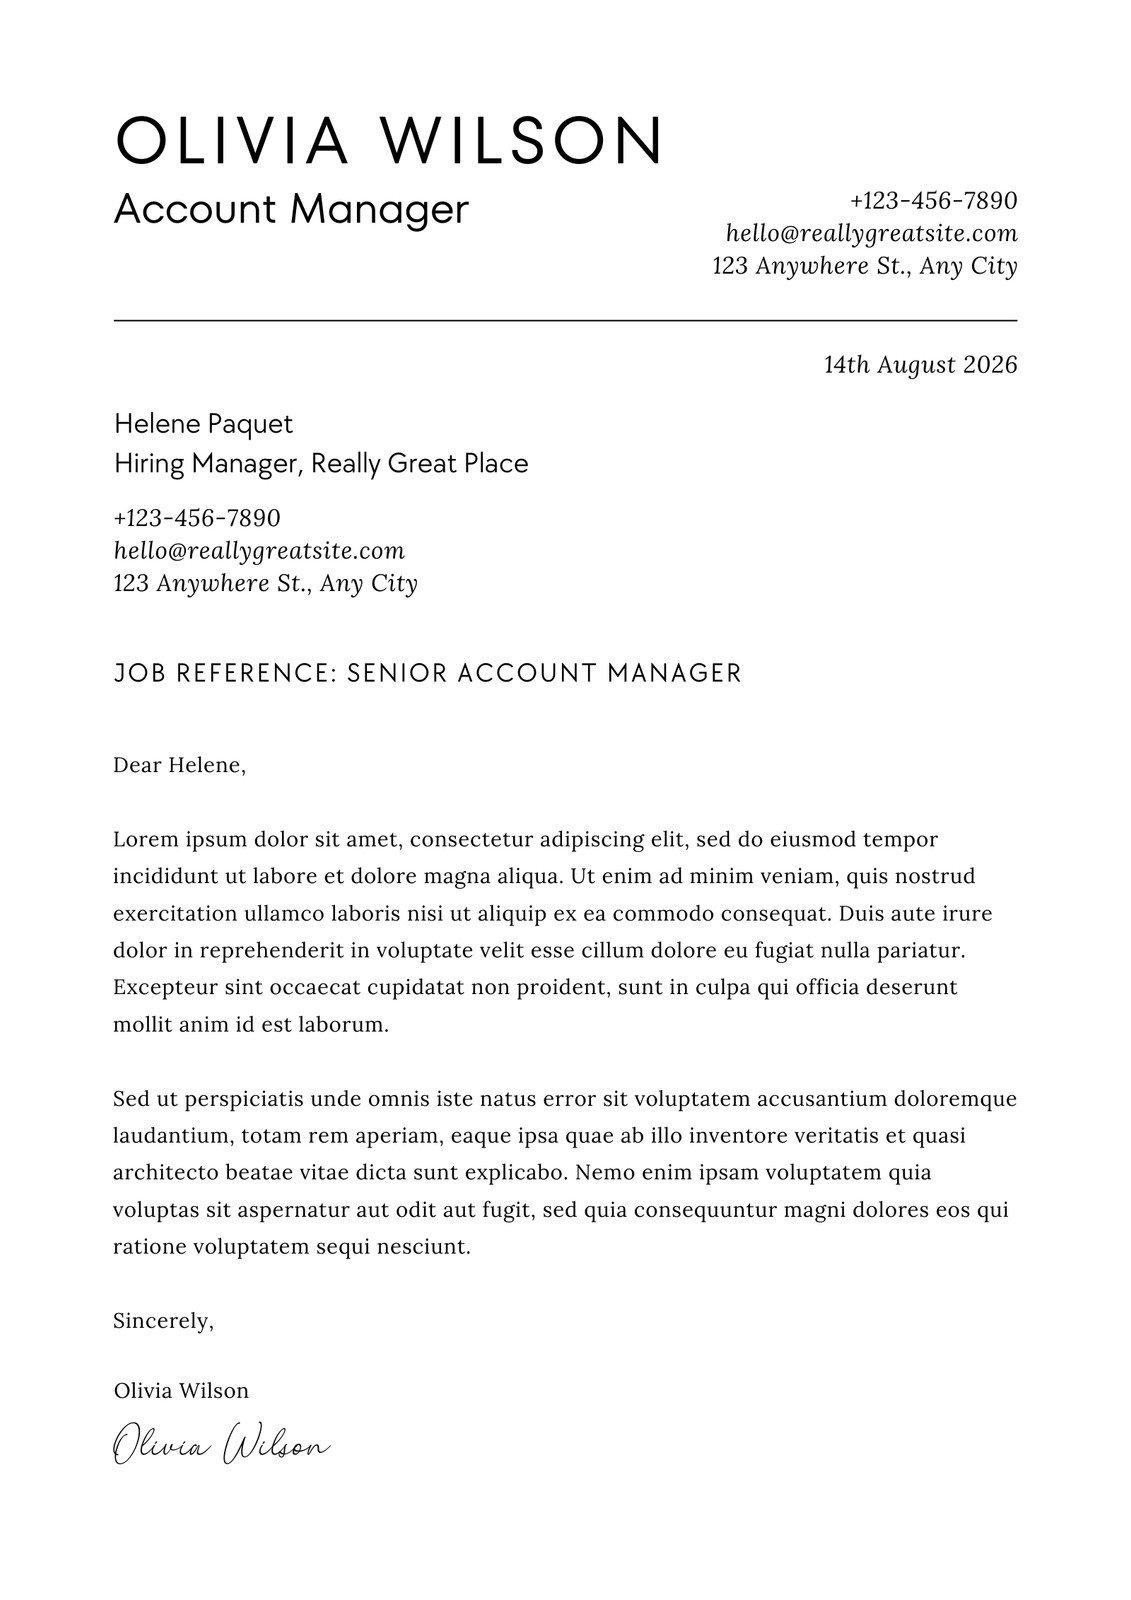 OLIVIA WILSON
Account Manager
+123-456-7890
hello@reallygreatsite.com
123 Anywhere St., Any City
14th August 2026
Helene Paquet
Hiring Manager, Really Great Place
+123-456-7890
hello@reallygreatsite.com
123 Anywhere St., Any City
JOB REFERENCE: SENIOR ACCOUNT MANAGER
Dear Helene,
Lorem ipsum dolor sit amet, consectetur adipiscing elit, sed do eiusmod tempor
incididunt ut labore et dolore magna aliqua. Ut enim ad minim veniam, quis nostrud
exercitation ullamco laboris nisi ut aliquip ex ea commodo consequat. Duis aute irure
dolor in reprehenderit in voluptate velit esse cillum dolore eu fugiat nulla pariatur.
Excepteur sint occaecat cupidatat non proident, sunt in culpa qui officia deserunt
mollit anim id est laborum.
Sed ut perspiciatis unde omnis iste natus error sit voluptatem accusantium doloremque
laudantium, totam rem aperiam, eaque ipsa quae ab illo inventore veritatis et quasi
architecto beatae vitae dicta sunt explicabo. Nemo enim ipsam voluptatem quia
voluptas sit aspernatur aut odit aut fugit, sed quia consequuntur magni dolores eos qui
ratione voluptatem sequi nesciunt.
Sincerely,
Olivia Wilson
Olivia Wilson